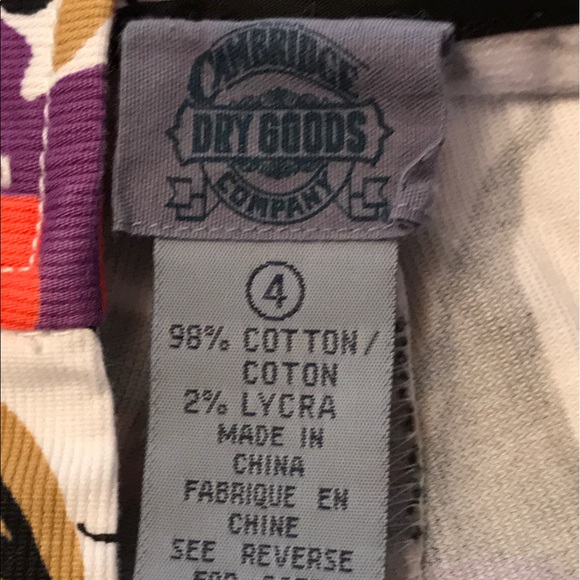 CAMBRIDGE
DRY GOODS
COMPANY
4
98% COTTON/
COTON
2% LYCRA
MADE IN
CHINA
FABRIQUE EN
CHINE
SEE REVERSE